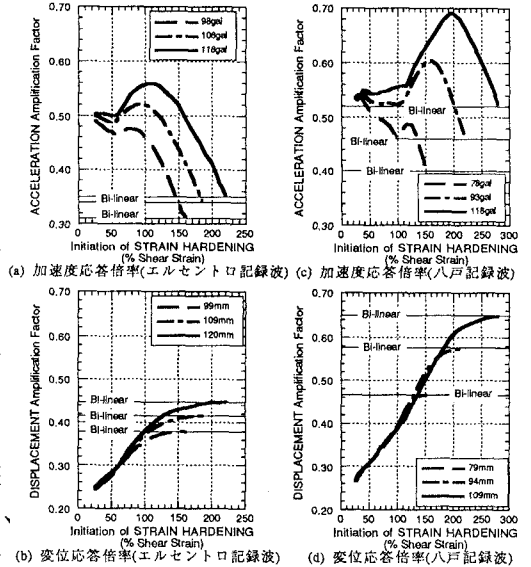 ACCELERATION Amplification Factor
0.70
0.60
0.50
0.40
0.30
98gal
108gal
118gal
Bi-linear
Bi-linear
0 50 100 150 200 250 300
Initiation of STRAIN HARDENING
(% Shear Strain)
(a) 加速度応答倍率(エルセントロ記録波)
ACCELERATION Amplification Factor
0.70
0.60
0.50
0.40
0.30
Bi-linear
Bi-linear
Bi-linear
78gal
93gal
118gal
0 50 100 150 200 250 300
Initiation of STRAIN HARDENING
(% Shear Strain)
(c) 加速度応答倍率(八戸記録波)
DISPLACEMENT Amplification Factor
0.70
0.60
0.50
0.40
0.30
0.20
99mm
109mm
120mm
Bi-linear
Bi-linear
Bi-linear
0 50 100 150 200 250 300
Initiation of STRAIN HARDENING
(% Shear Strain)
(b) 変位応答倍率(エルセントロ記録波)
DISPLACEMENT Amplification Factor
0.70
0.60
0.50
0.40
0.30
0.20
Bi-linear
Bi-linear
Bi-linear
79mm
94mm
109mm
0 50 100 150 200 250 300
Initiation of STRAIN HARDENING
(% Shear Strain)
(d) 変位応答倍率(八戸記録波)